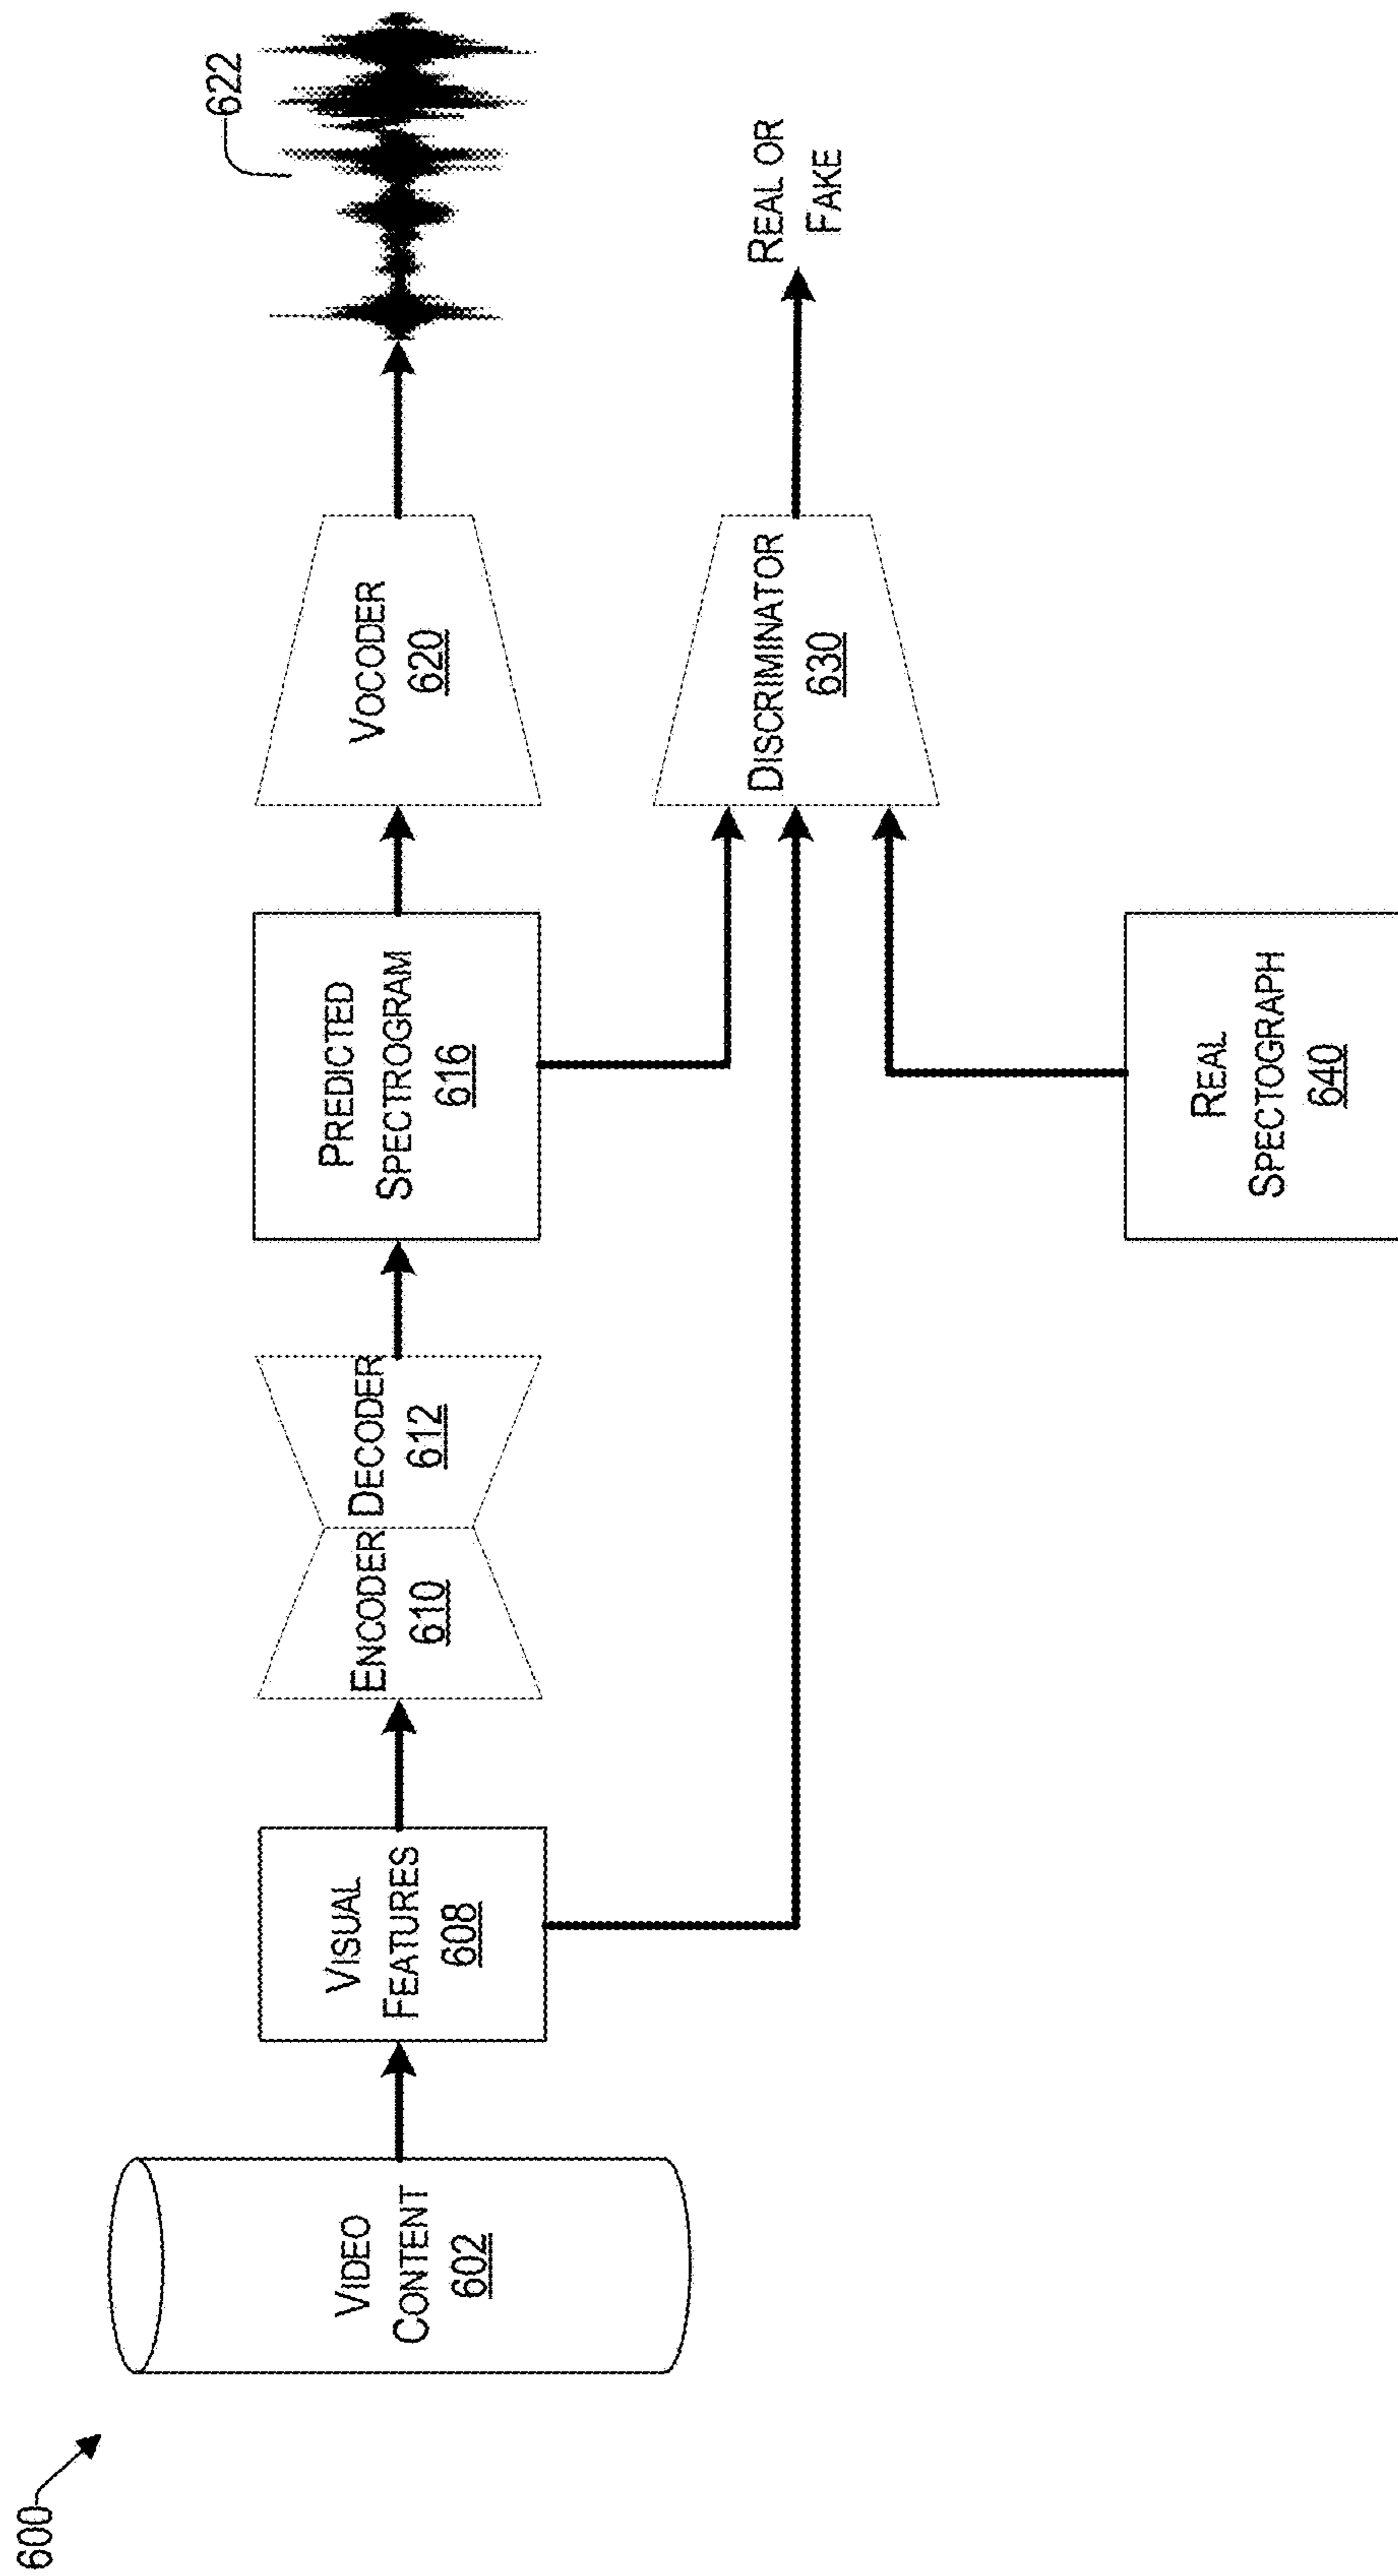 600
VIDEO
CONTENT
602
VISUAL
FEATURES
608
ENCODER
610
DECODER
612
PREDICTED
SPECTROGRAM
616
VOCODER
620
622
DISCRIMINATOR
630
REAL OR
FAKE
REAL
SPECTOGRAPH
640